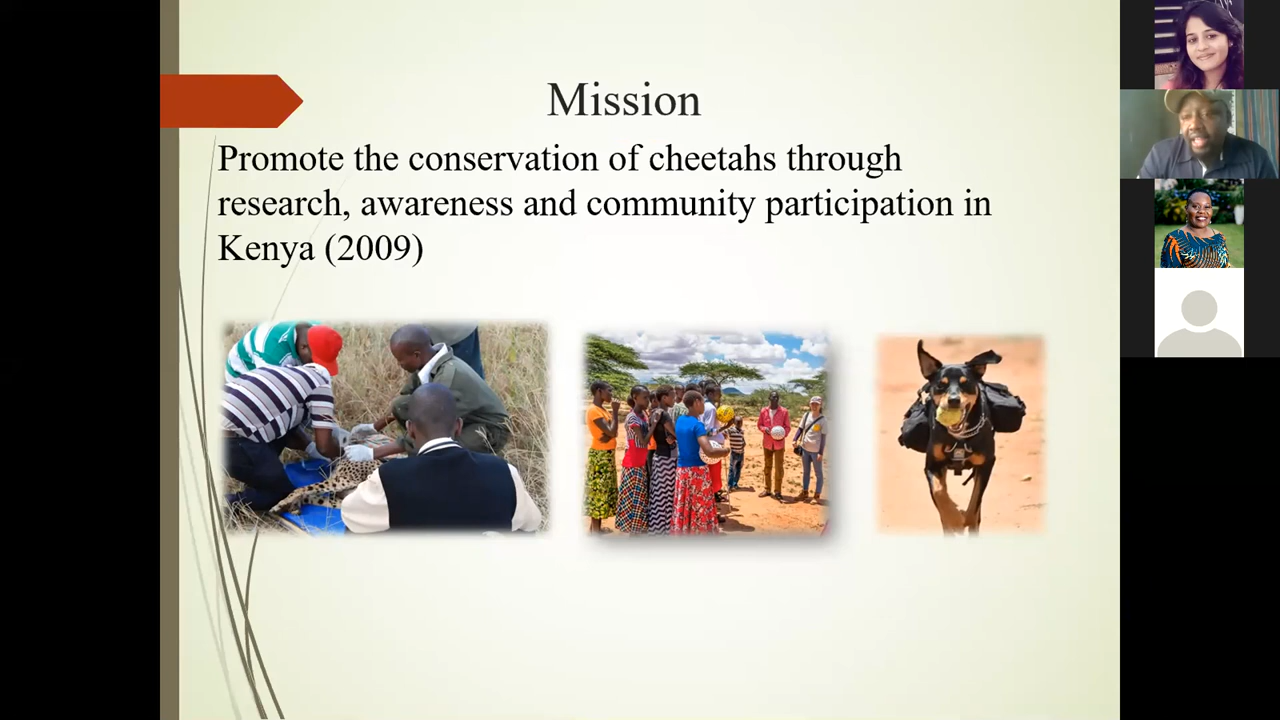 Mission
Promote the conservation of cheetahs through
research, awareness and community participation in
Kenya (2009)